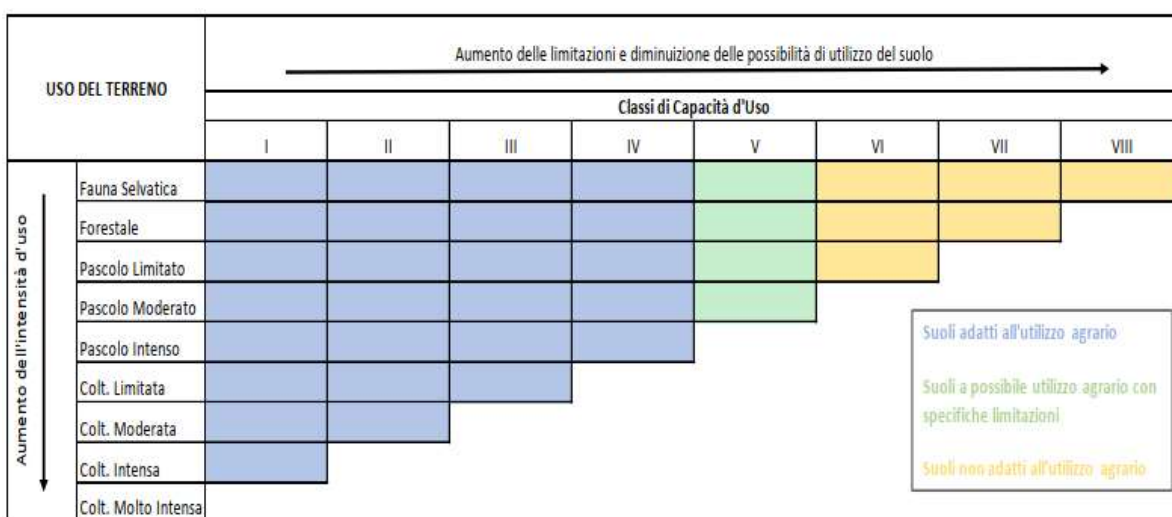 Aumento delle limitazioni e diminuizione delle possibilità di utilizzo del suolo
USO DEL TERRENO
Classi di Capacità d'Uso
I II III IV V VI VII VIII
Aumento dell'intensità d'uso
Fauna Selvatica
Forestale
Pascolo Limitato
Pascolo Moderato
Pascolo Intenso
Colt. Limitata
Colt. Moderata
Colt. Intensa
Colt. Molto Intensa
Suoli adatti all'utilizzo agrario
Suoli a possibile utilizzo agrario con
specifiche limitazioni
Suoli non adatti all'utilizzo agrario